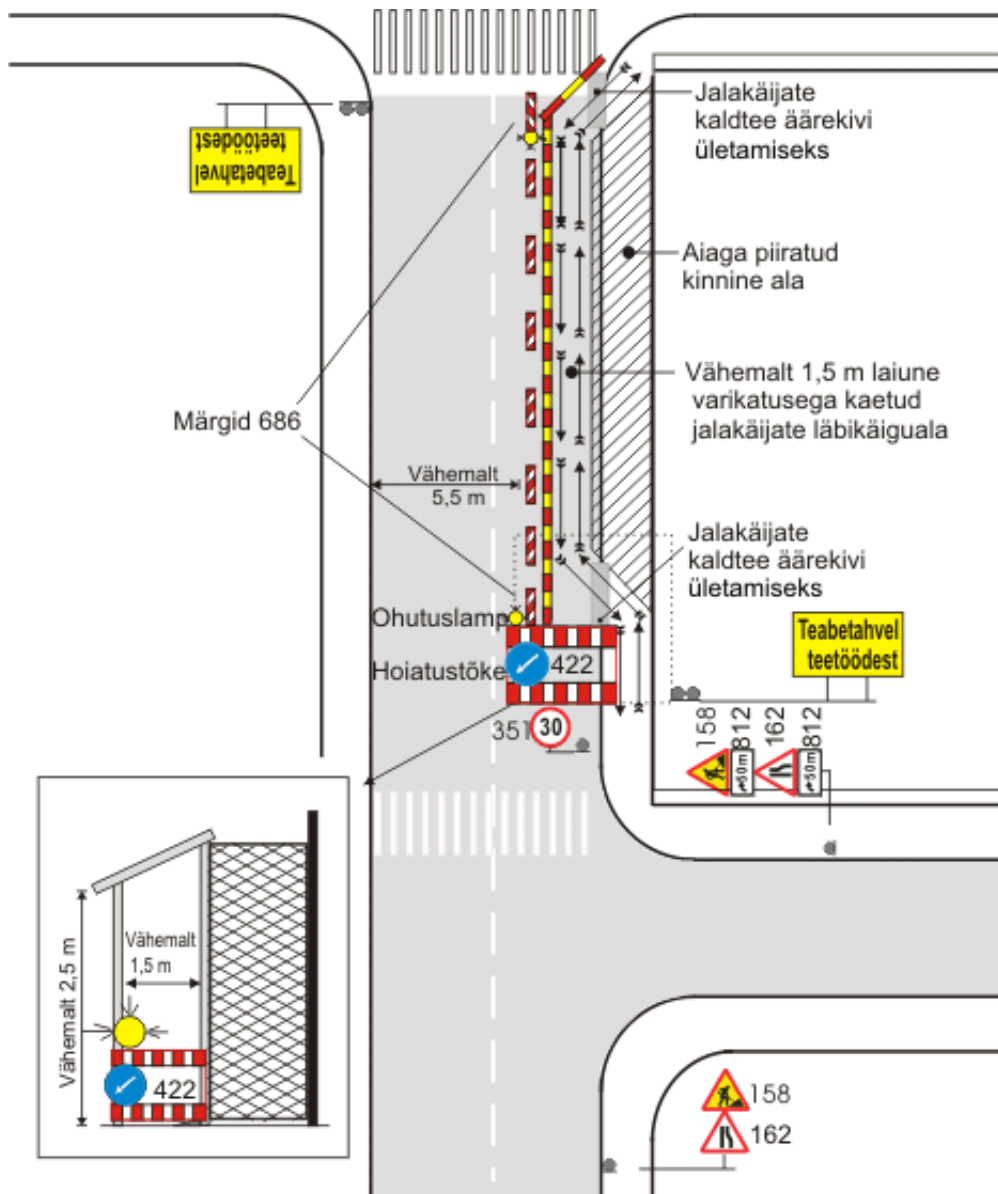 Jalakäijate
kaldtee äärekivi
ületamiseks
Teabetahvel
teetöödest
Aiaga piiratud
kinnine ala
Vähemalt 1,5 m laiune
varikatusega kaetud
jalakäijate läbikäiguala
Märgid 686
Vähemalt
5,5 m
Jalakäijate
kaldtee äärekivi
ületamiseks
Ohutuslamp
Teabetahvel
teetöödest
Hoiatustõke
422
351
30
158
812
162
812
50m
50m
Vähemalt 2,5 m
Vähemalt
1,5 m
422
158
162